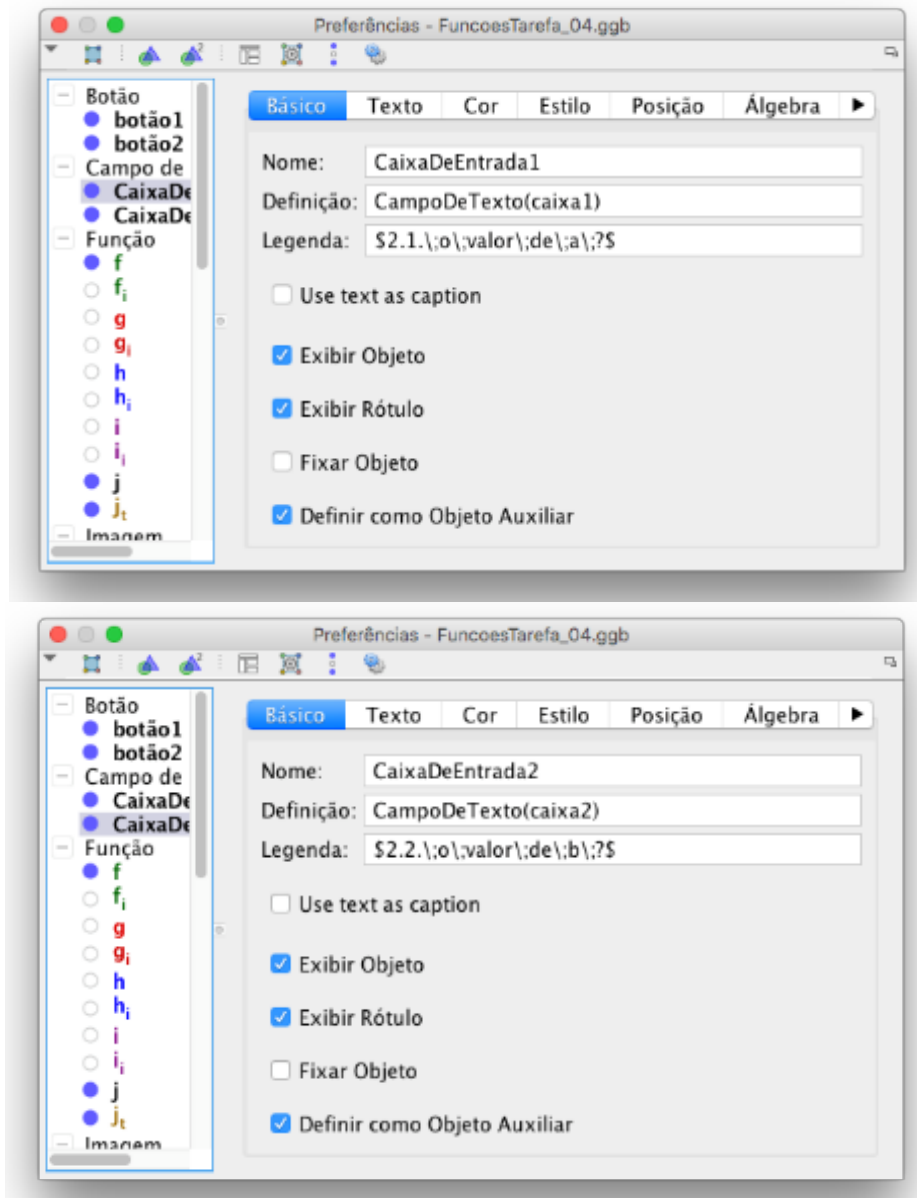 Preferências - FuncoesTarefa_04.ggb
Botão
botão1
botão2
Campo de
CaixaDe
CaixaDe
Função
f
fi
g
gi
h
hi
i
ii
j
jt
Imagem
Básico Texto Cor Estilo Posição Álgebra
Nome: CaixaDeEntrada1
Definição: CampoDeTexto(caixa1)
Legenda: $2.1.\;o\;valor\;de\;a\;?$
Use text as caption
Exibir Objeto
Exibir Rótulo
Fixar Objeto
Definir como Objeto Auxiliar
Preferências - FuncoesTarefa_04.ggb
Botão
botão1
botão2
Campo de
CaixaDe
CaixaDe
Função
f
fi
g
gi
h
hi
i
ii
j
jt
Imagem
Básico Texto Cor Estilo Posição Álgebra
Nome: CaixaDeEntrada2
Definição: CampoDeTexto(caixa2)
Legenda: $2.2.\;o\;valor\;de\;b\;?$
Use text as caption
Exibir Objeto
Exibir Rótulo
Fixar Objeto
Definir como Objeto Auxiliar